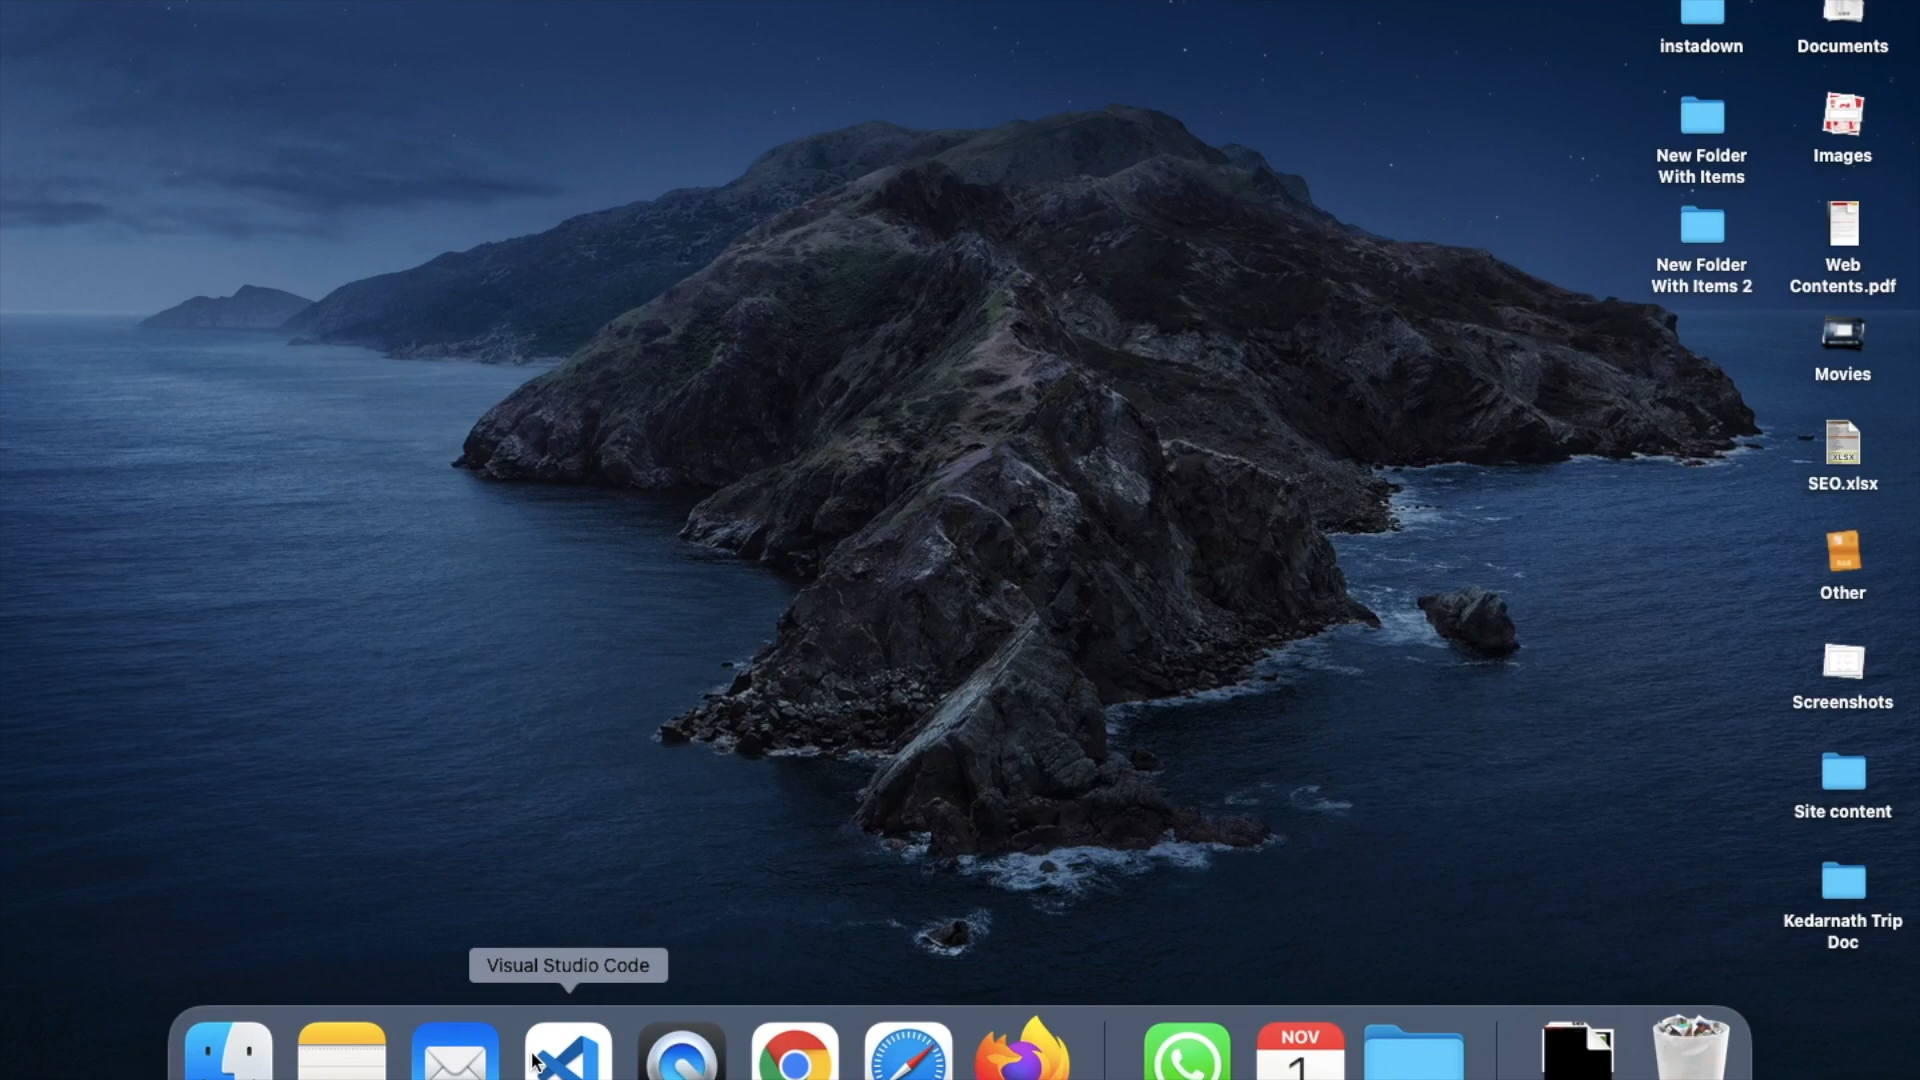 instadown
Documents
New Folder
With Items
Images
New Folder
With Items 2
Web
Contents.pdf
Movies
XLSX
SEO.xlsx
Other
Screenshots
Site content
Kedarnath Trip
Doc
Visual Studio Code
NOV
1